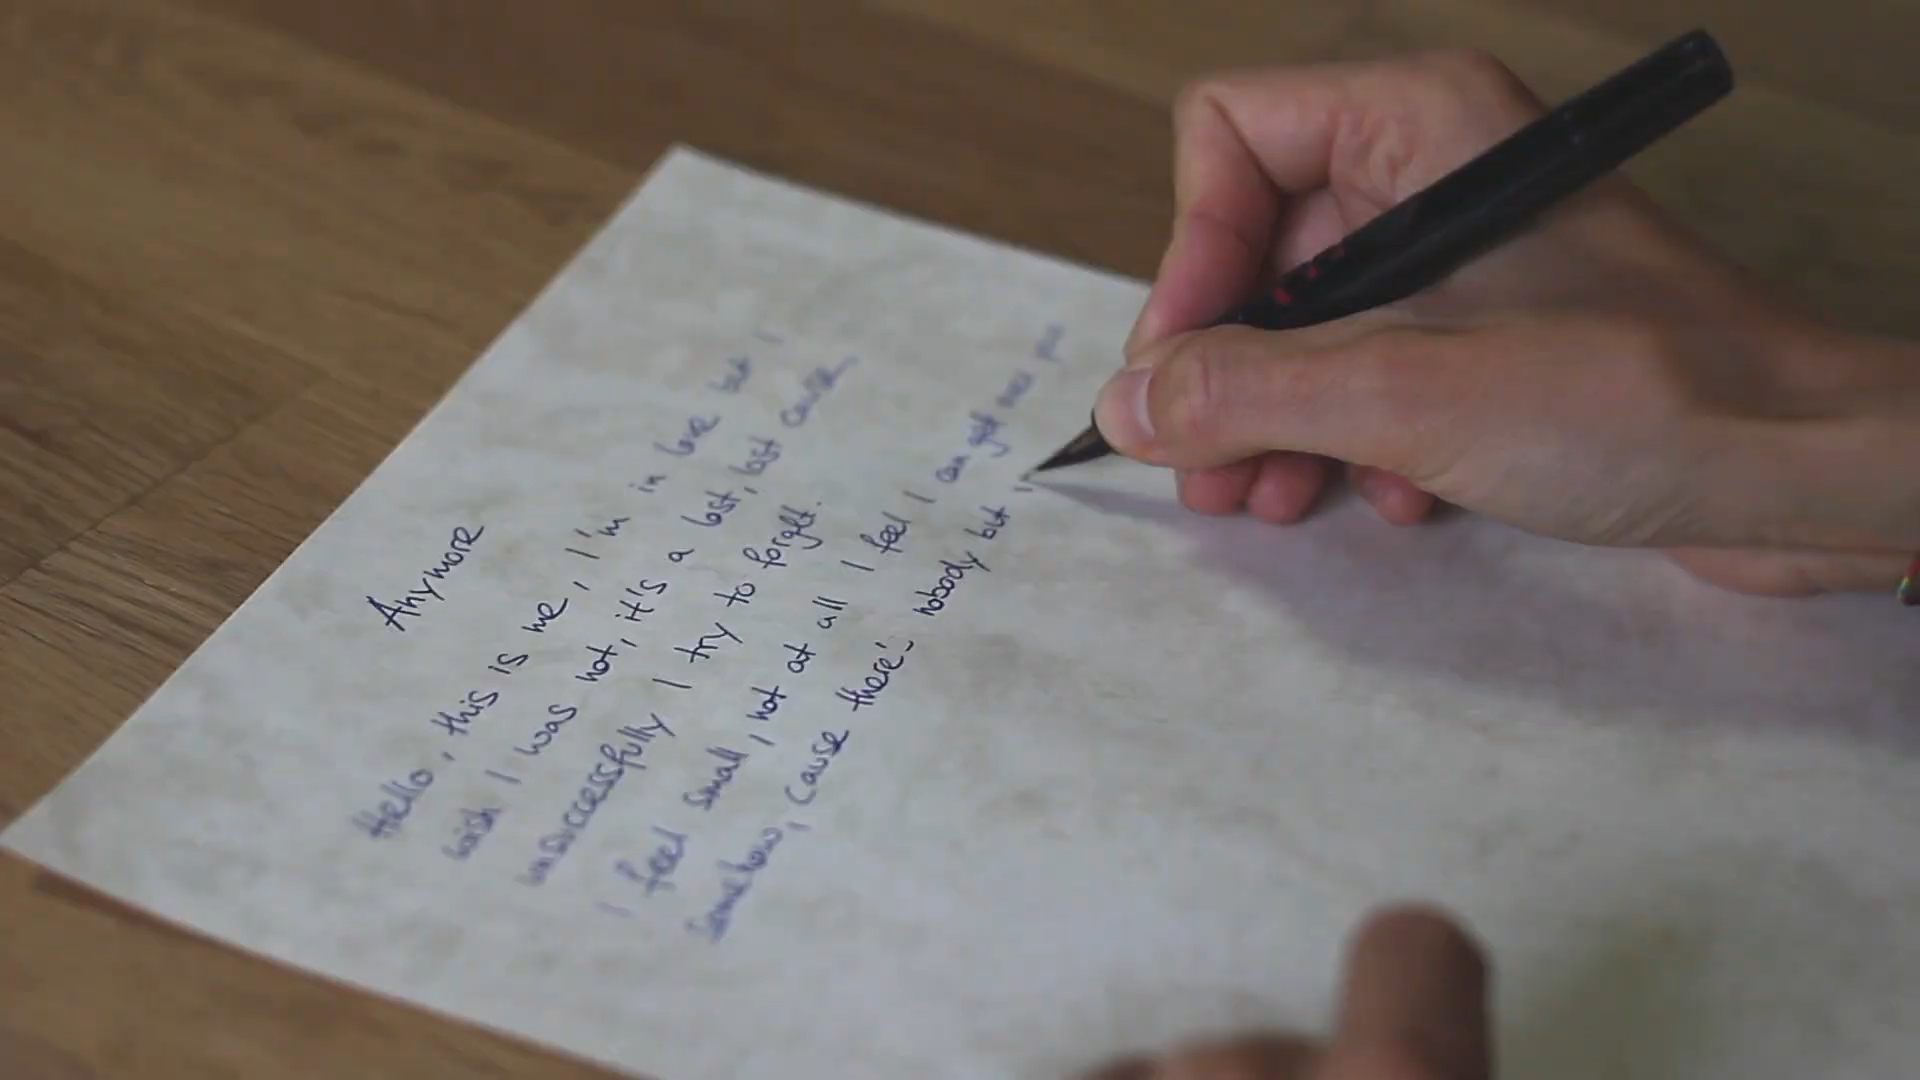 Anymore
Hello, this is me, I'm in love but I
wish I was not, it's a lost, lost cause,
unsuccessfully I try to forget.
I feel small, not at all I feel I can get over you
Somehow, cause there's nobody but